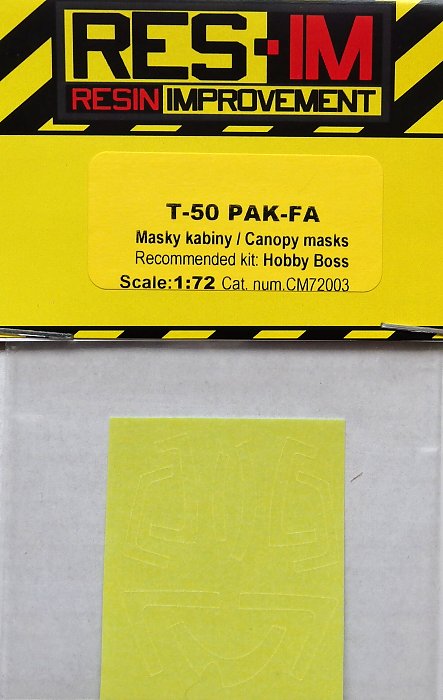 RES-IM
RESIN IMPROVEMENT
T-50 PAK-FA
Masky kabiny / Canopy masks
Recommended kit: Hobby Boss
Scale:1:72 Cat. num.CM72003